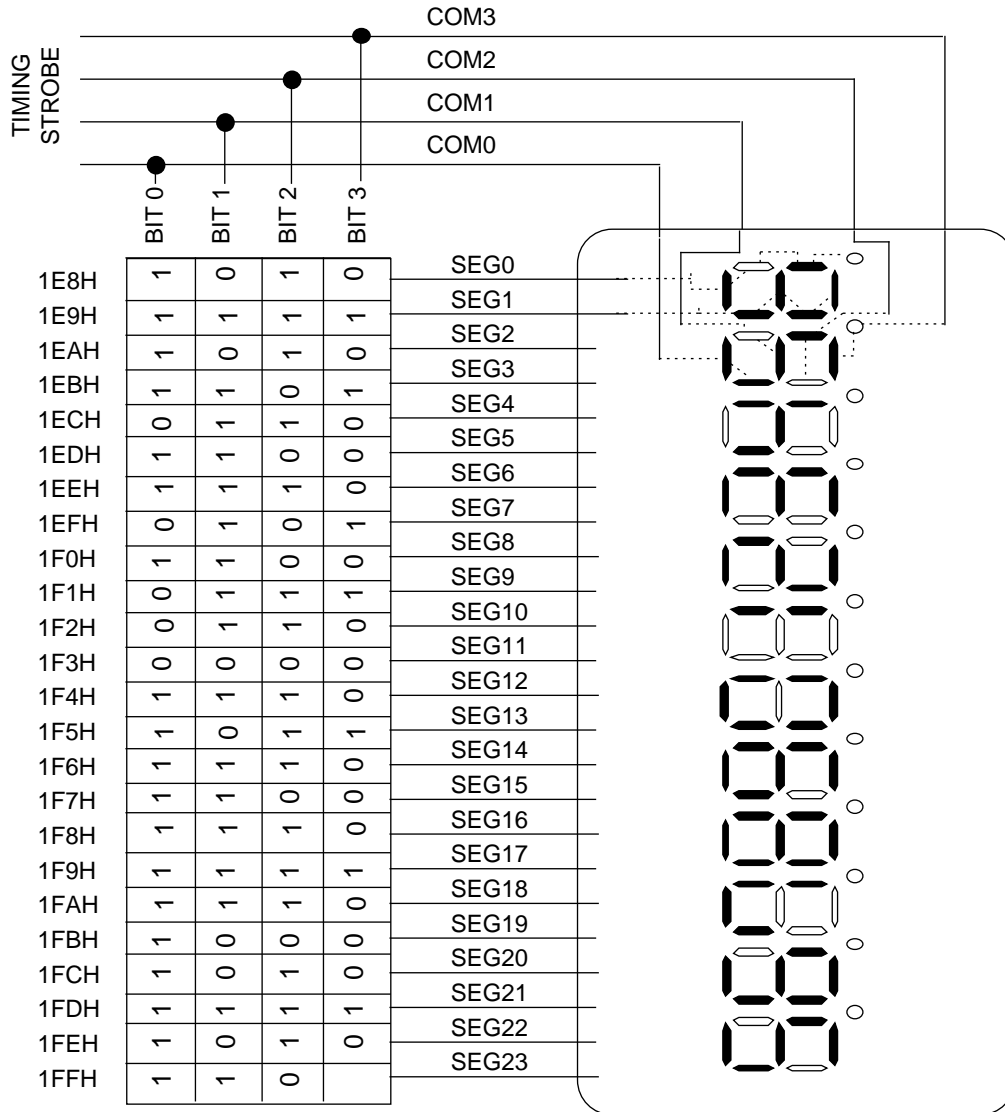 COM3
COM2
COM1
COM0
TIMING
STROBE
BIT 0 BIT 1 BIT 2 BIT 3
1E8H 1 0 1 0 SEG0
1E9H 1 1 1 1 SEG1
1EAH 1 0 1 0 SEG2
1EBH 1 1 0 1 SEG3
1ECH 0 1 1 0 SEG4
1EDH 1 1 0 0 SEG5
1EEH 1 1 1 0 SEG6
1EFH 0 1 0 1 SEG7
1F0H 1 1 0 0 SEG8
1F1H 0 1 1 1 SEG9
1F2H 0 1 1 0 SEG10
1F3H 0 0 0 0 SEG11
1F4H 1 1 1 0 SEG12
1F5H 1 0 1 1 SEG13
1F6H 1 1 1 0 SEG14
1F7H 1 1 0 0 SEG15
1F8H 1 1 1 0 SEG16
1F9H 1 1 1 1 SEG17
1FAH 1 1 1 0 SEG18
1FBH 1 0 0 0 SEG19
1FCH 1 0 1 0 SEG20
1FDH 1 1 1 1 SEG21
1FEH 1 0 1 0 SEG22
1FFH 1 1 0 SEG23